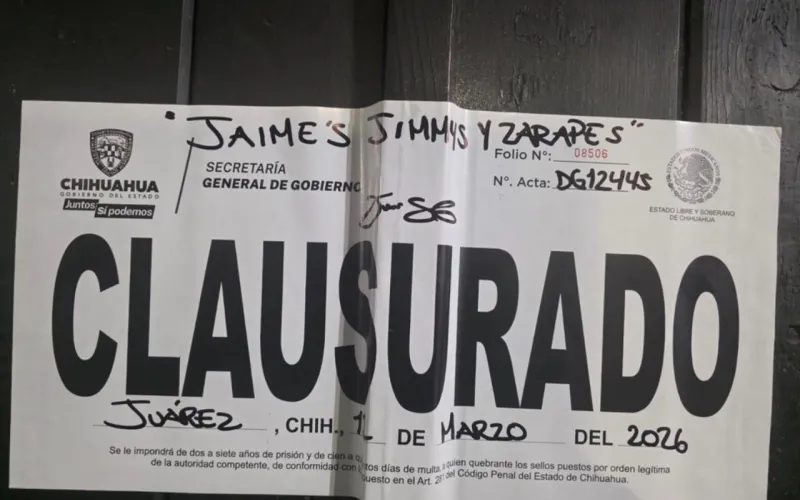 "JAIME'S JIMMYS Y ZARAPES"
CHIHUAHUA
GOBIERNO DEL ESTADO
Juntos Sí podemos
SECRETARÍA
GENERAL DE GOBIERNO
Folio N°: 08506
N°. Acta: DG12445
ESTADO LIBRE Y SOBERANO
DE CHIHUAHUA
CLAUSURADO
JUÁREZ, CHIH., DE MARZO DEL 2026
Se le impondrá de dos a siete años de prisión y de cien a tos días de multa, a quien quebrante los sellos puestos por orden legítima
de la autoridad competente, de conformidad con puesto en el Art. del Código Penal del Estado de Chihuahua.